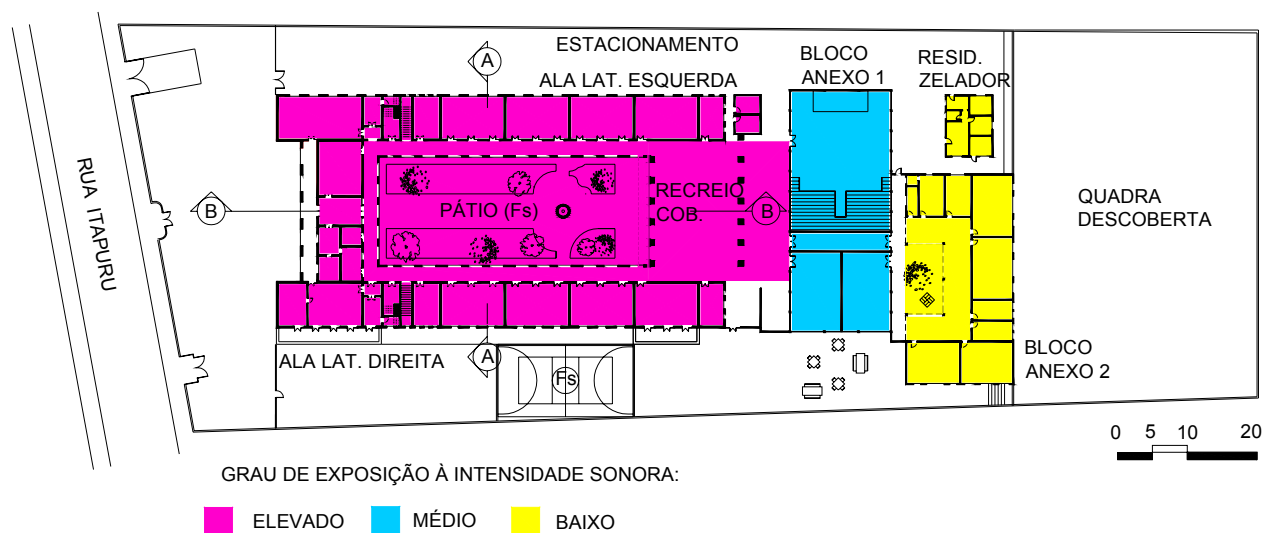 ESTACIONAMENTO
BLOCO
ANEXO 1
RESID.
ZELADOR
A
ALA LAT. ESQUERDA
RUA ITAPURU
B
PÁTIO (Fs)
RECREIO
COB.
B
QUADRA
DESCOBERTA
ALA LAT. DIREITA
A
Fs
BLOCO
ANEXO 2
0 5 10 20
GRAU DE EXPOSIÇÃO À INTENSIDADE SONORA:
ELEVADO MÉDIO BAIXO